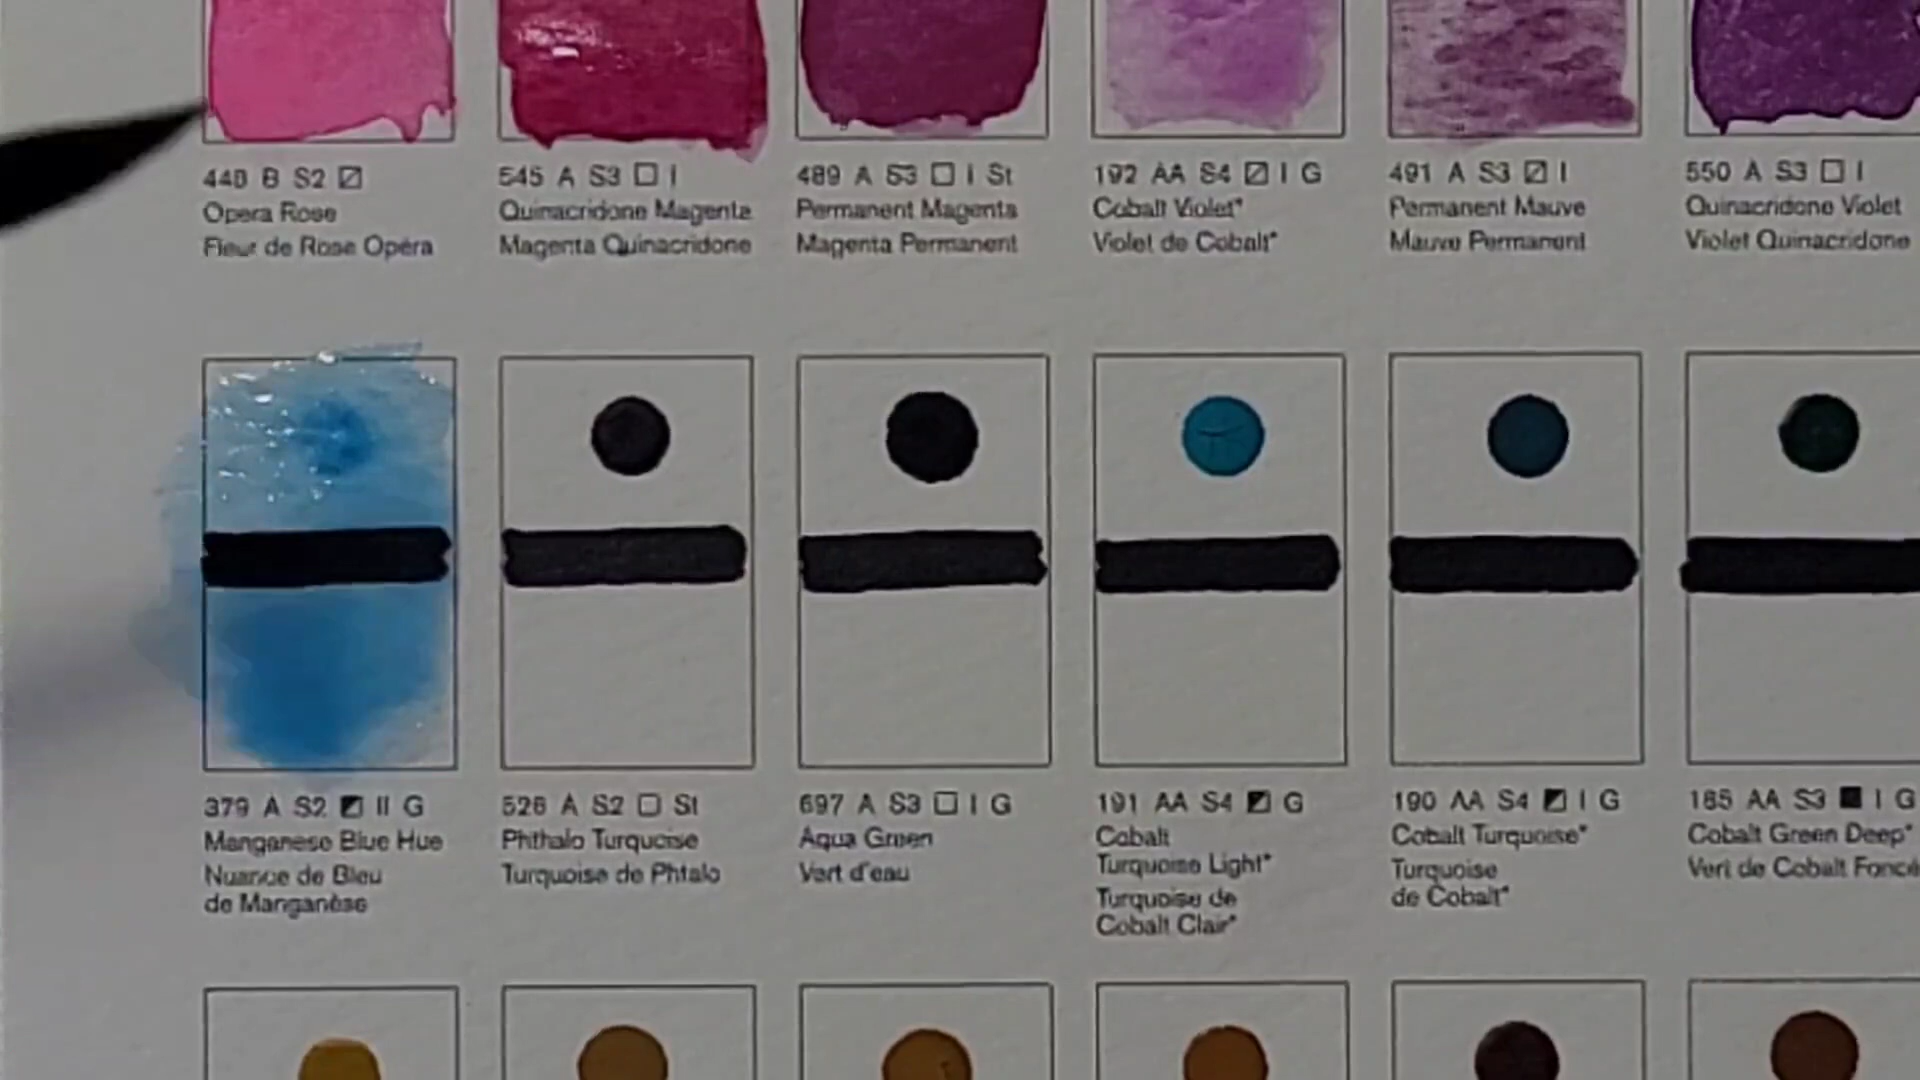 448 B S2
Opera Rose
Fleur de Rose Opéra
545 A S3 I
Quinacridone Magenta
Magenta Quinacridone
489 A S3 I St
Permanent Magenta
Magenta Permanent
192 AA S4 I G
Cobalt Violet*
Violet de Cobalt*
491 A S3 I
Permanent Mauve
Mauve Permanent
550 A S3 I
Quinacridone Violet
Violet Quinacridone
379 A S2 II G
Manganese Blue Hue
Nuance de Bleu
de Manganèse
526 A S2 St
Phthalo Turquoise
Turquoise de Phtalo
697 A S3 I G
Aqua Green
Vert d'eau
191 AA S4 G
Cobalt
Turquoise Light*
Turquoise de
Cobalt Clair*
190 AA S4 I G
Cobalt Turquoise*
Turquoise
de Cobalt*
185 AA S3 I G
Cobalt Green Deep*
Vert de Cobalt Foncé